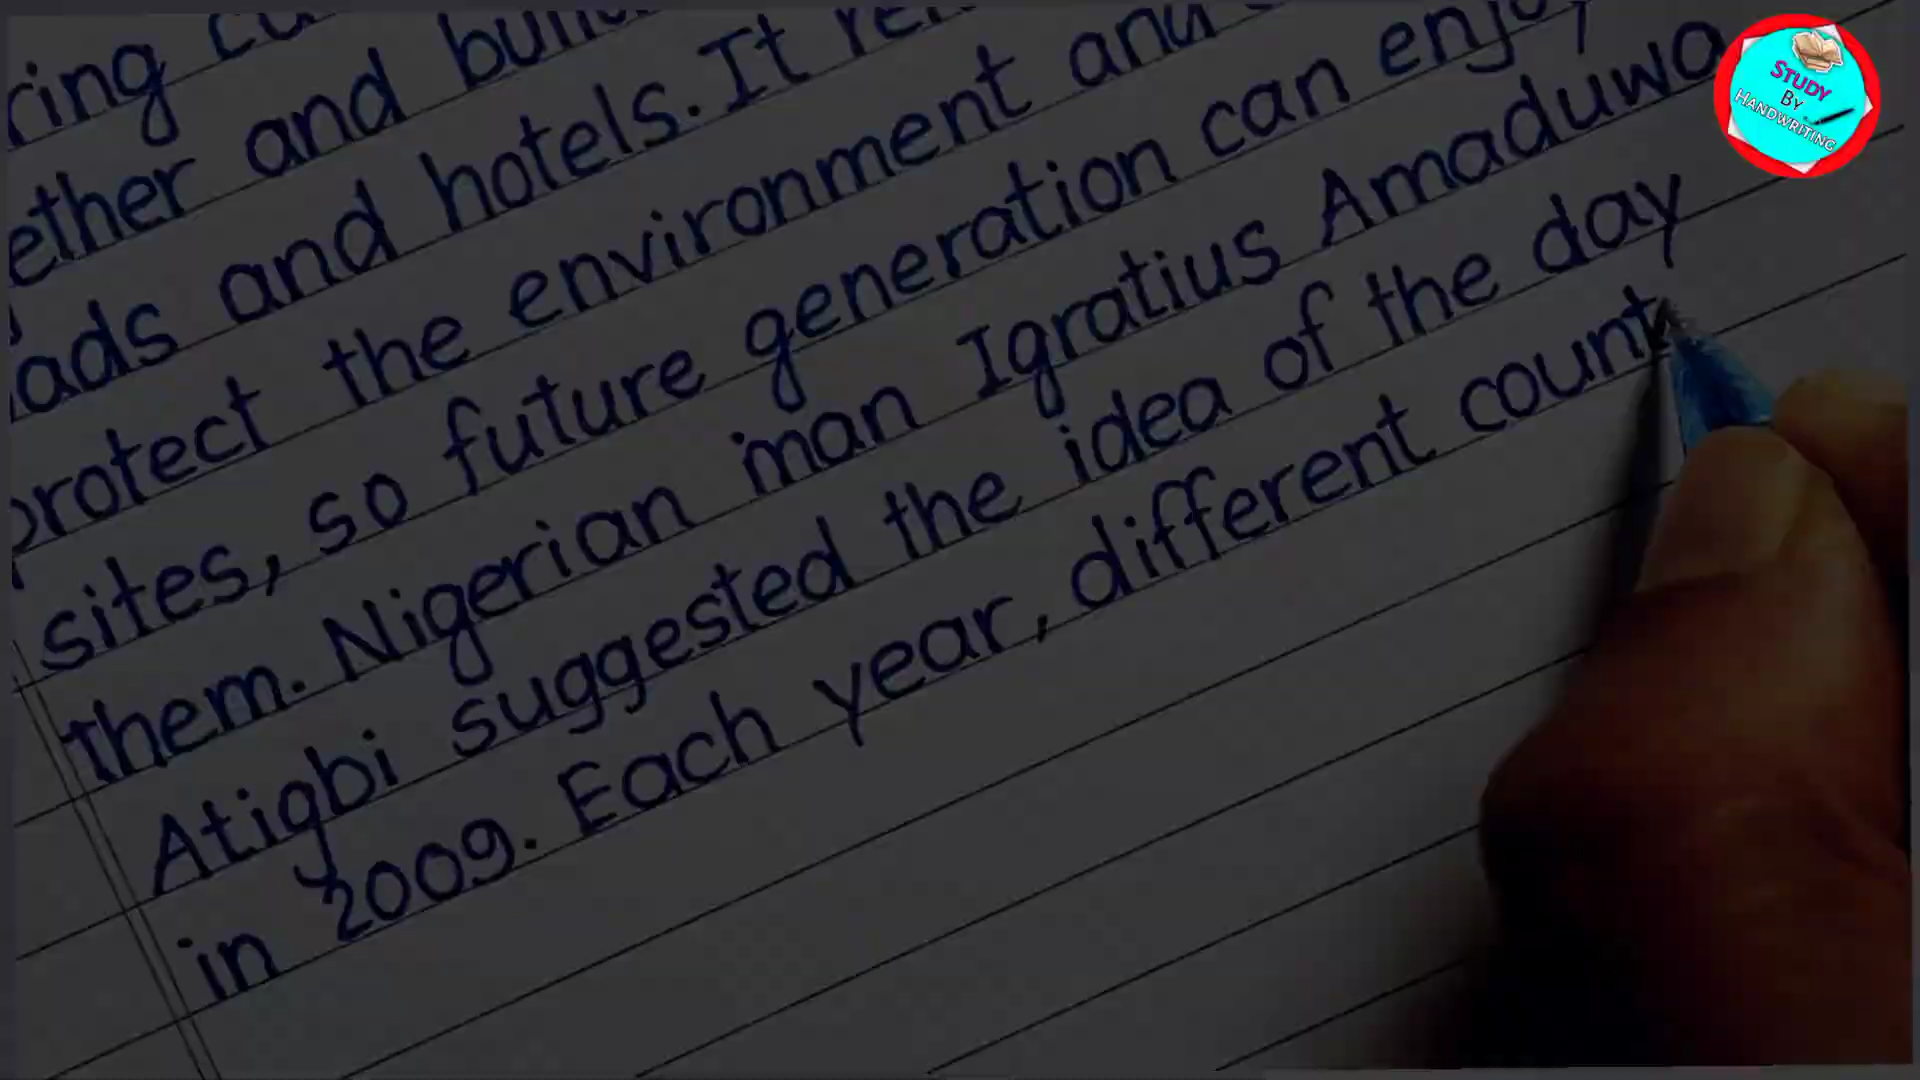 ring
ether and
ads and hotels. It
protect the environment and
sites, so future generation can enjoy
them. Nigerian man Igratius Amaduwa
Atigbi suggested the idea of the day
in 2009. Each year, different count
STUDY
BY
HANDWRITING